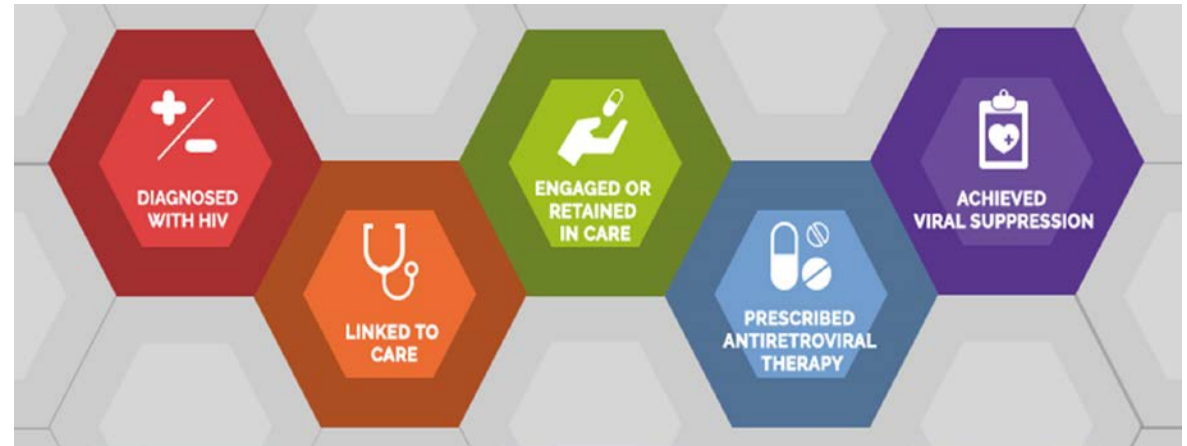 DIAGNOSED
WITH HIV
LINKED TO
CARE
ENGAGED OR
RETAINED
IN CARE
PRESCRIBED
ANTIRETROVIRAL
THERAPY
ACHIEVED
VIRAL SUPPRESSION